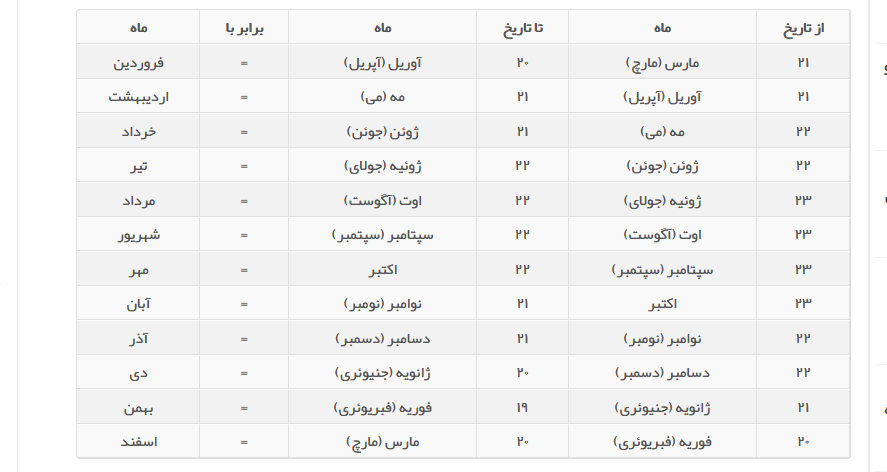 از تاریخ ماه تا تاریخ ماه برابر با ماه
۲۱ مارس (مارچ) ۲۰ آوریل (آپریل) = فروردین
۲۱ آوریل (آپریل) ۲۱ مه (می) = اردیبهشت
۲۲ مه (می) ۲۱ ژوئن (جوئن) = خرداد
۲۲ ژوئن (جوئن) ۲۲ ژوئیه (جولای) = تیر
۲۳ ژوئیه (جولای) ۲۲ اوت (آگوست) = مرداد
۲۳ اوت (آگوست) ۲۲ سپتامبر (سپتمبر) = شهریور
۲۳ سپتامبر (سپتمبر) ۲۲ اکتبر = مهر
۲۳ اکتبر ۲۱ نوامبر (نومبر) = آبان
۲۲ نوامبر (نومبر) ۲۱ دسامبر (دسمبر) = آذر
۲۲ دسامبر (دسمبر) ۲۰ ژانویه (جنیوئری) = دی
۲۱ ژانویه (جنیوئری) ۱۹ فوریه (فبریوئری) = بهمن
۲۰ فوریه (فبریوئری) ۲۰ مارس (مارچ) = اسفند